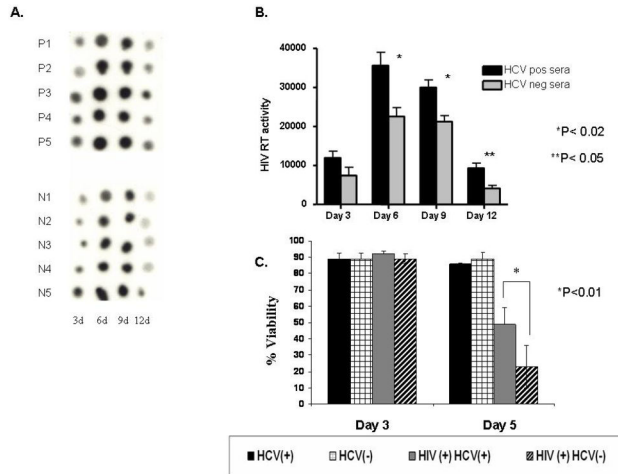 A.
P1
P2
P3
P4
P5
N1
N2
N3
N4
N5
3d 6d 9d 12d
B.
HIV RT activity
40000
30000
20000
10000
0
* * **
Day 3 Day 6 Day 9 Day 12
HCV pos sera
HCV neg sera
*P< 0.02
**P< 0.05
C.
% Viability
100
90
80
70
60
50
40
30
20
10
0
*
Day 3 Day 5
*P<0.01
HCV(+) HCV(-) HIV (+) HCV(+) HIV (+) HCV(-)